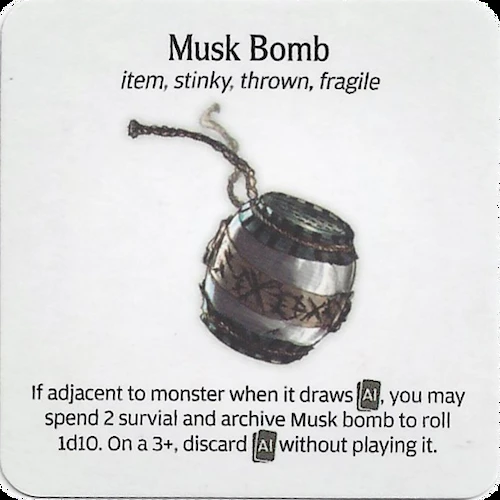 Musk Bomb
item, stinky, thrown, fragile
If adjacent to monster when it draws AI, you may
spend 2 survial and archive Musk bomb to roll
1d10. On a 3+, discard AI without playing it.